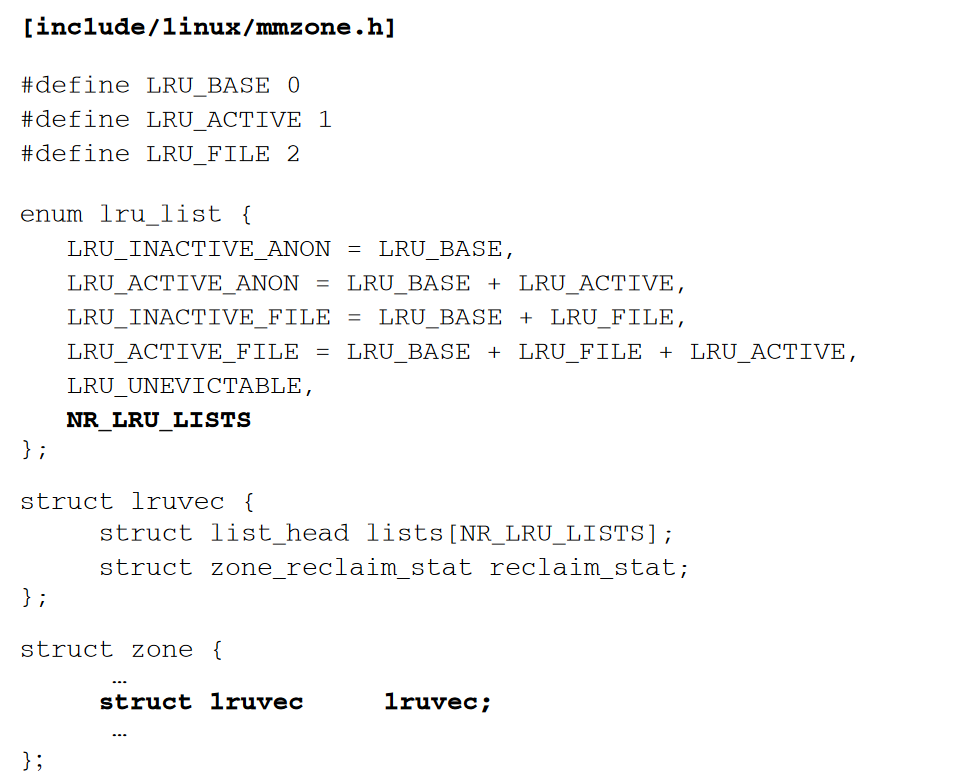 [include/linux/mmzone.h]
#define LRU_BASE 0
#define LRU_ACTIVE 1
#define LRU_FILE 2
enum lru_list {
LRU_INACTIVE_ANON = LRU_BASE,
LRU_ACTIVE_ANON = LRU_BASE + LRU_ACTIVE,
LRU_INACTIVE_FILE = LRU_BASE + LRU_FILE,
LRU_ACTIVE_FILE = LRU_BASE + LRU_FILE + LRU_ACTIVE,
LRU_UNEVICTABLE,
NR_LRU_LISTS
};
struct lruvec {
struct list_head lists[NR_LRU_LISTS];
struct zone_reclaim_stat reclaim_stat;
};
struct zone {
…
struct lruvec lruvec;
…
};